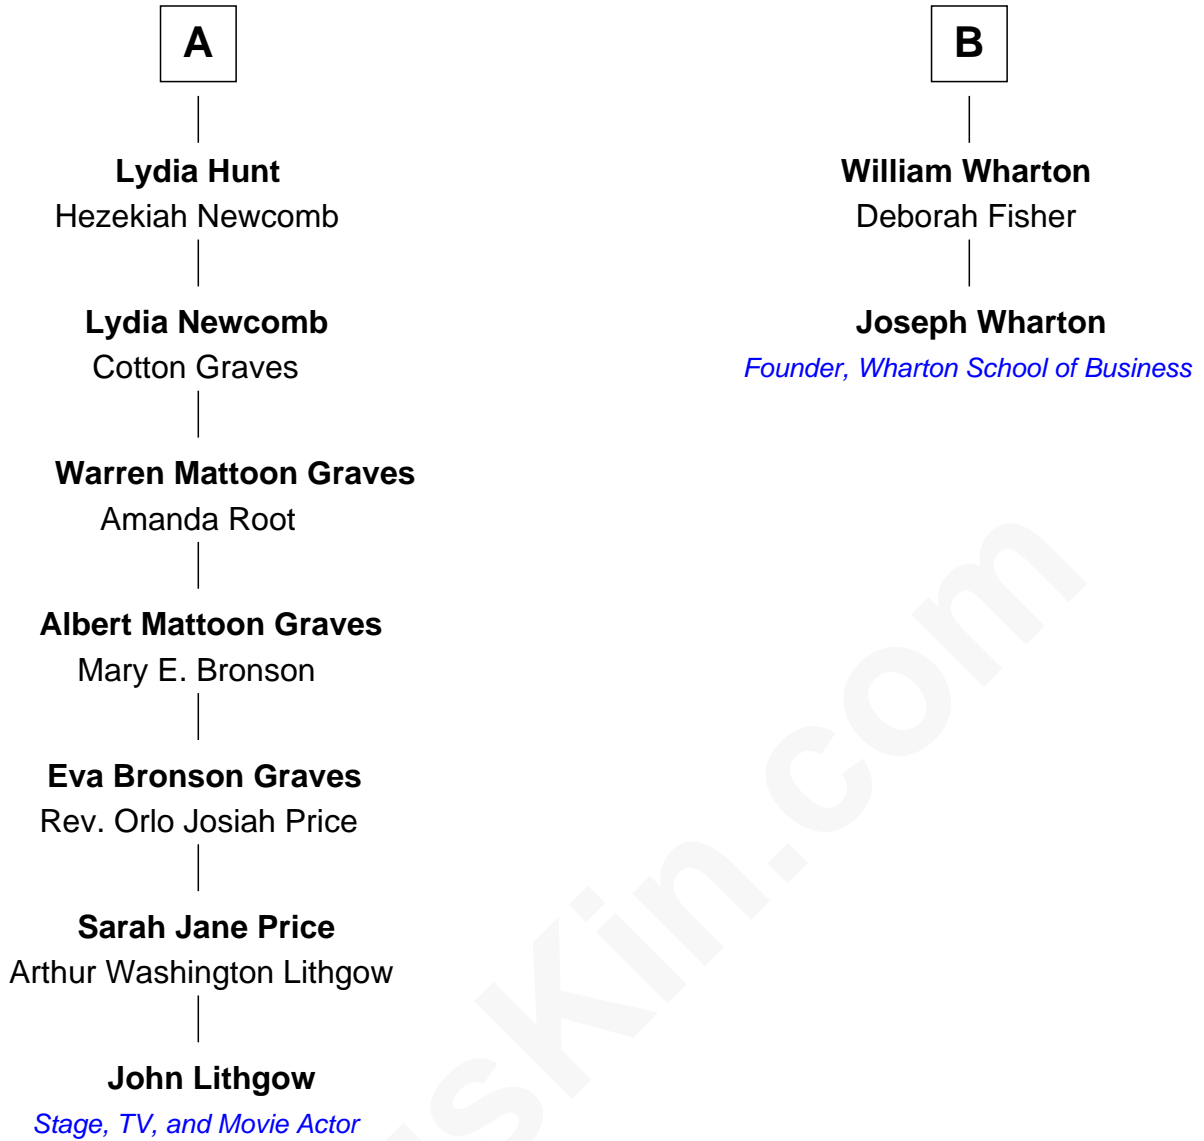 A
Lydia Hunt
Hezekiah Newcomb
Lydia Newcomb
Cotton Graves
Warren Mattoon Graves
Amanda Root
Albert Mattoon Graves
Mary E. Bronson
Eva Bronson Graves
Rev. Orlo Josiah Price
Sarah Jane Price
Arthur Washington Lithgow
John Lithgow
Stage, TV, and Movie Actor
B
William Wharton
Deborah Fisher
Joseph Wharton
Founder, Wharton School of Business